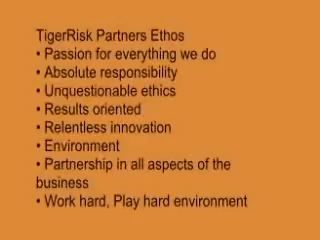 TigerRisk Partners Ethos
• Passion for everything we do
• Absolute responsibility
• Unquestionable ethics
• Results oriented
• Relentless innovation
• Environment
• Partnership in all aspects of the
business
• Work hard, Play hard environment